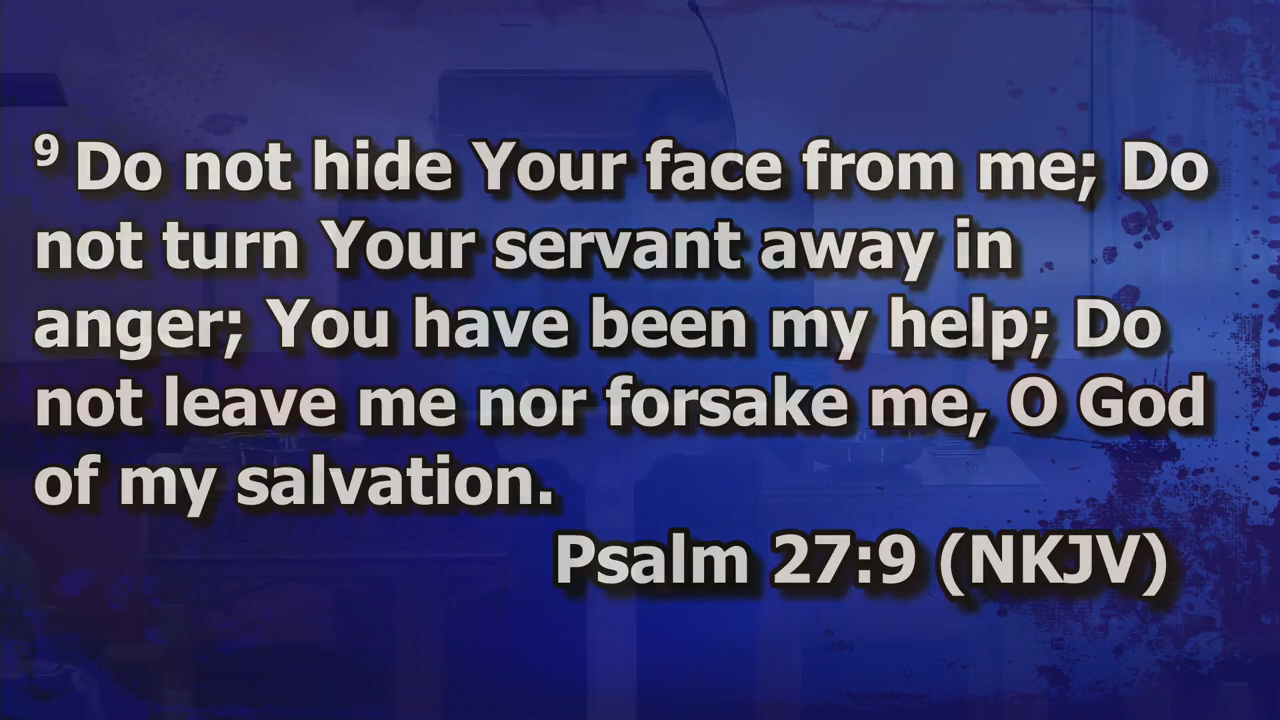 9 Do not hide Your face from me; Do
not turn Your servant away in
anger; You have been my help; Do
not leave me nor forsake me, O God
of my salvation.
Psalm 27:9 (NKJV)